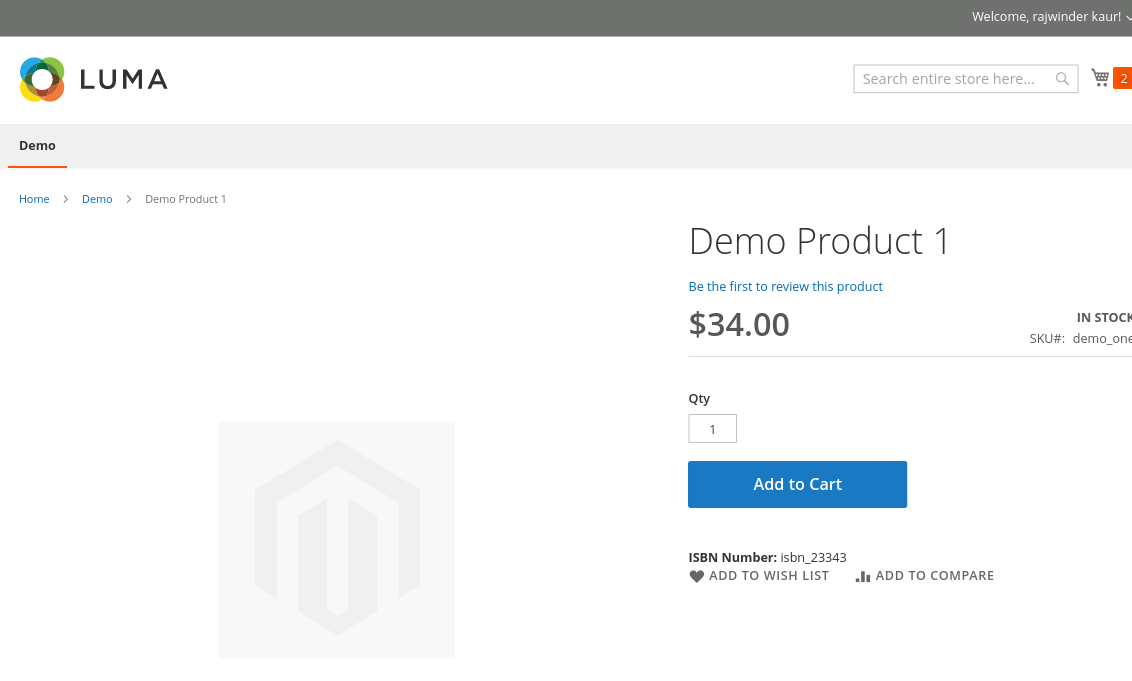 Welcome, rajwinder kaur!
LUMA
Search entire store here...
2
Demo
Home > Demo > Demo Product 1
Demo Product 1
Be the first to review this product
$34.00
IN STOCK
SKU#: demo_one
Qty
1
Add to Cart
ISBN Number: isbn_23343
ADD TO WISH LIST ADD TO COMPARE